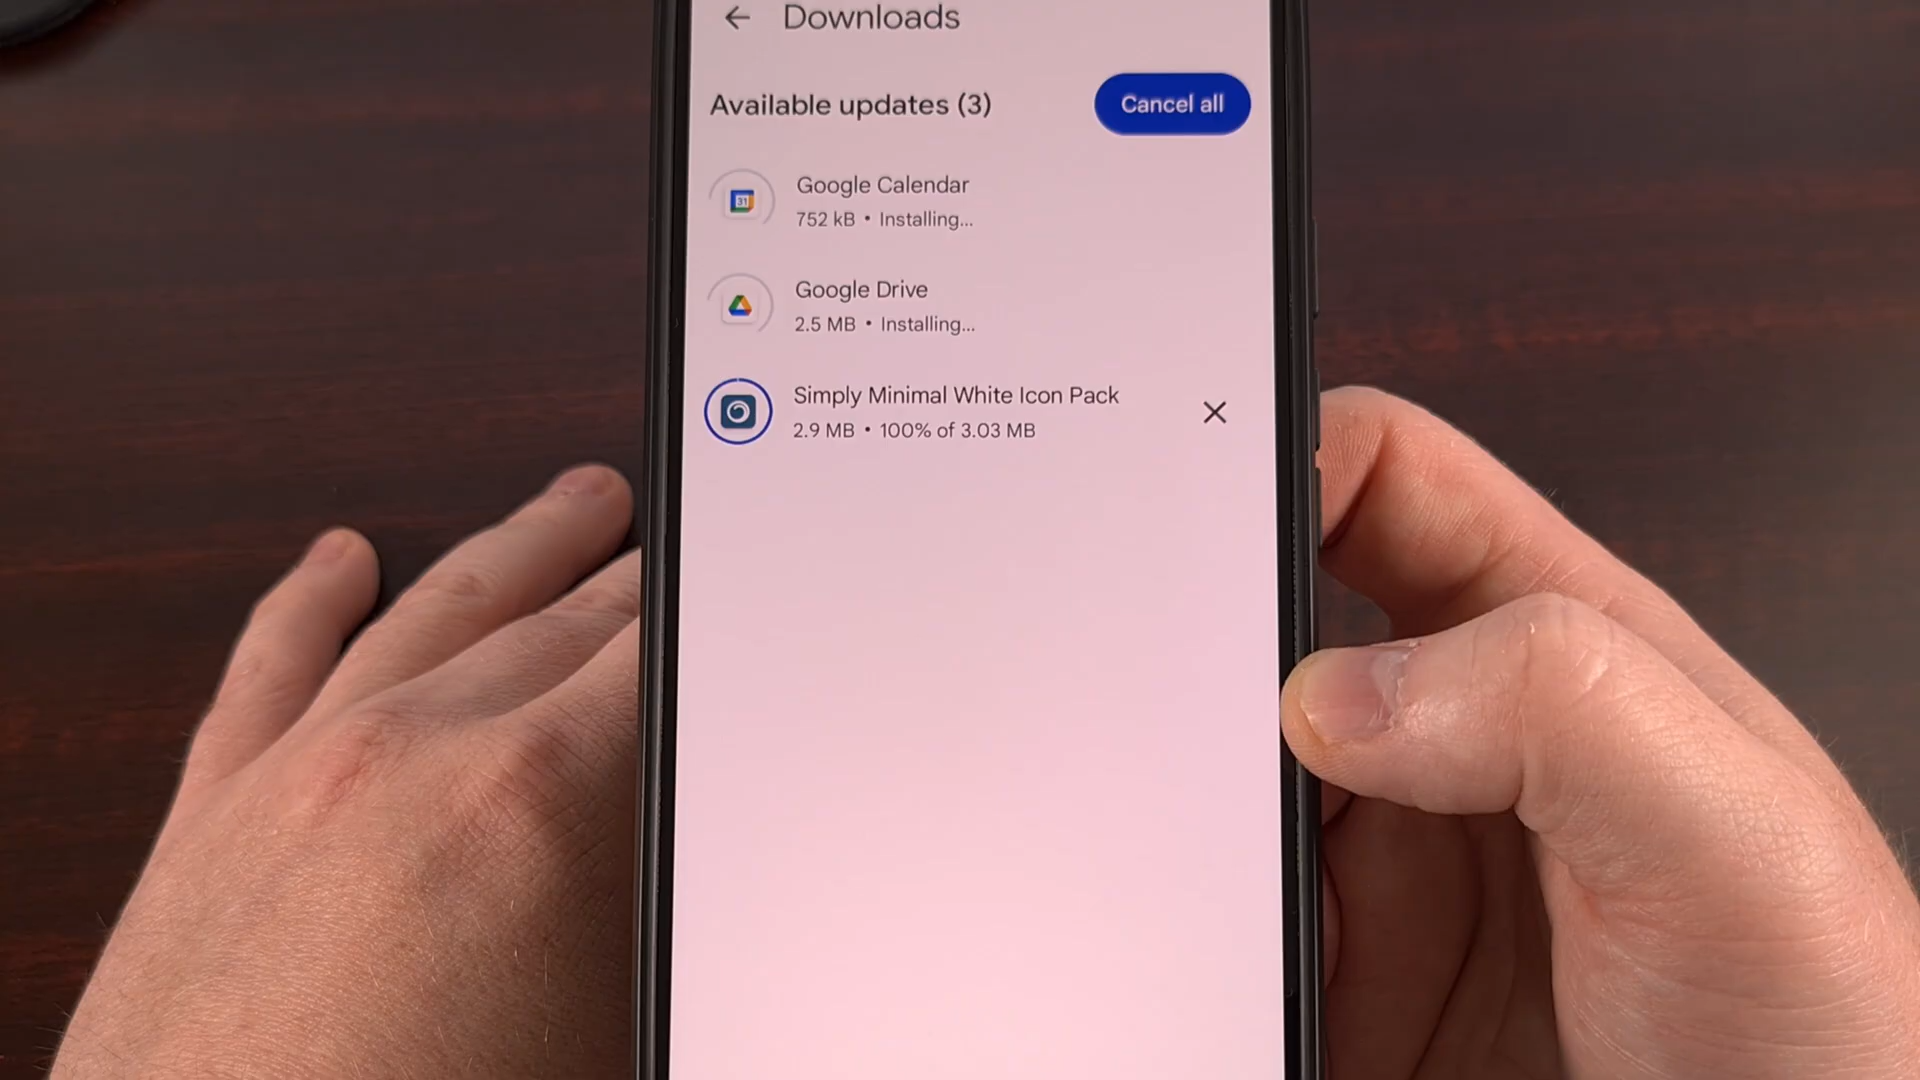 Downloads
Available updates (3)
Cancel all
Google Calendar
752 kB • Installing...
Google Drive
2.5 MB • Installing...
Simply Minimal White Icon Pack
2.9 MB • 100% of 3.03 MB
31